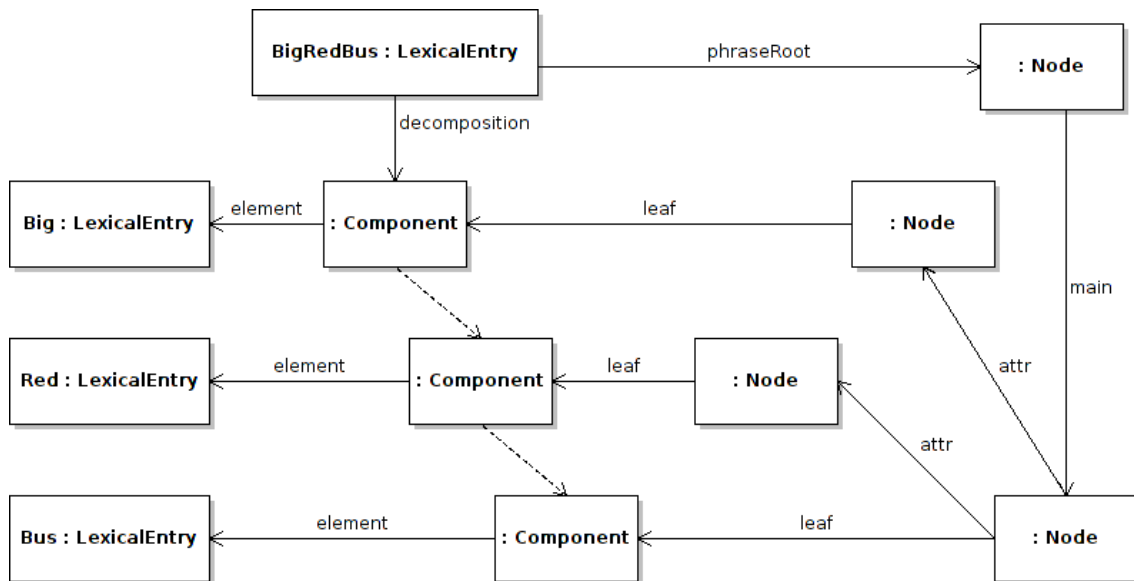 BigRedBus : LexicalEntry
phraseRoot
: Node
decomposition
Big : LexicalEntry
element
: Component
leaf
: Node
main
Red : LexicalEntry
element
: Component
leaf
: Node
attr
attr
Bus : LexicalEntry
element
: Component
leaf
: Node